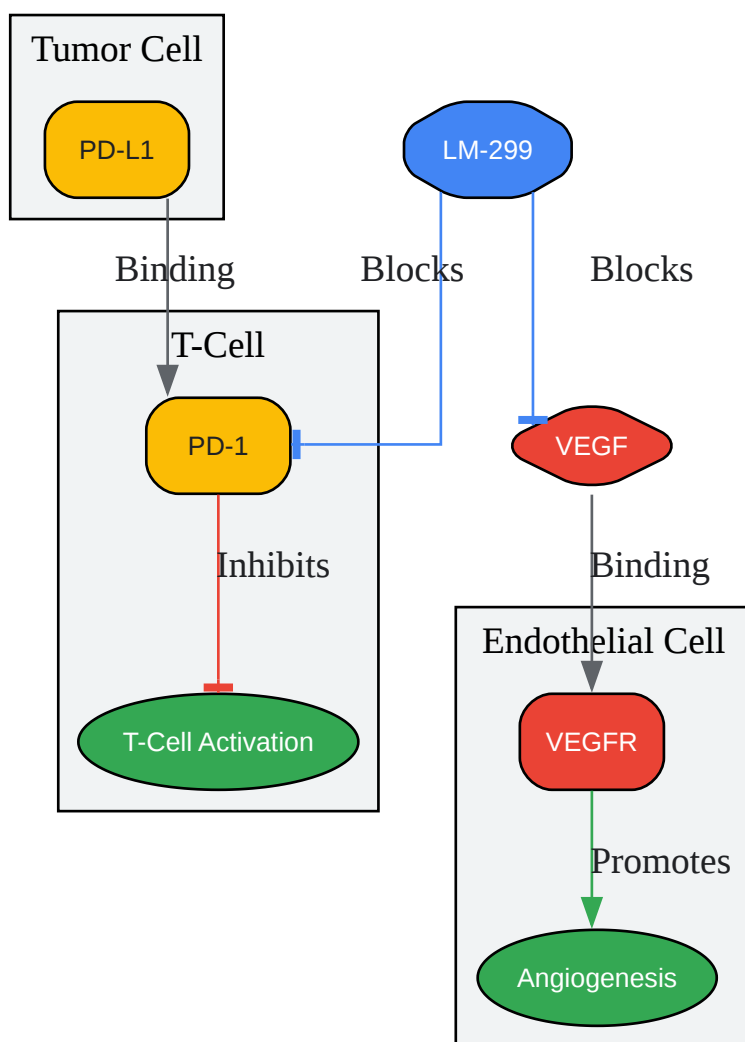 Tumor Cell
PD-L1
LM-299
Binding
Blocks
Blocks
T-Cell
PD-1
VEGF
Inhibits
Binding
Endothelial Cell
T-Cell Activation
VEGFR
Promotes
Angiogenesis